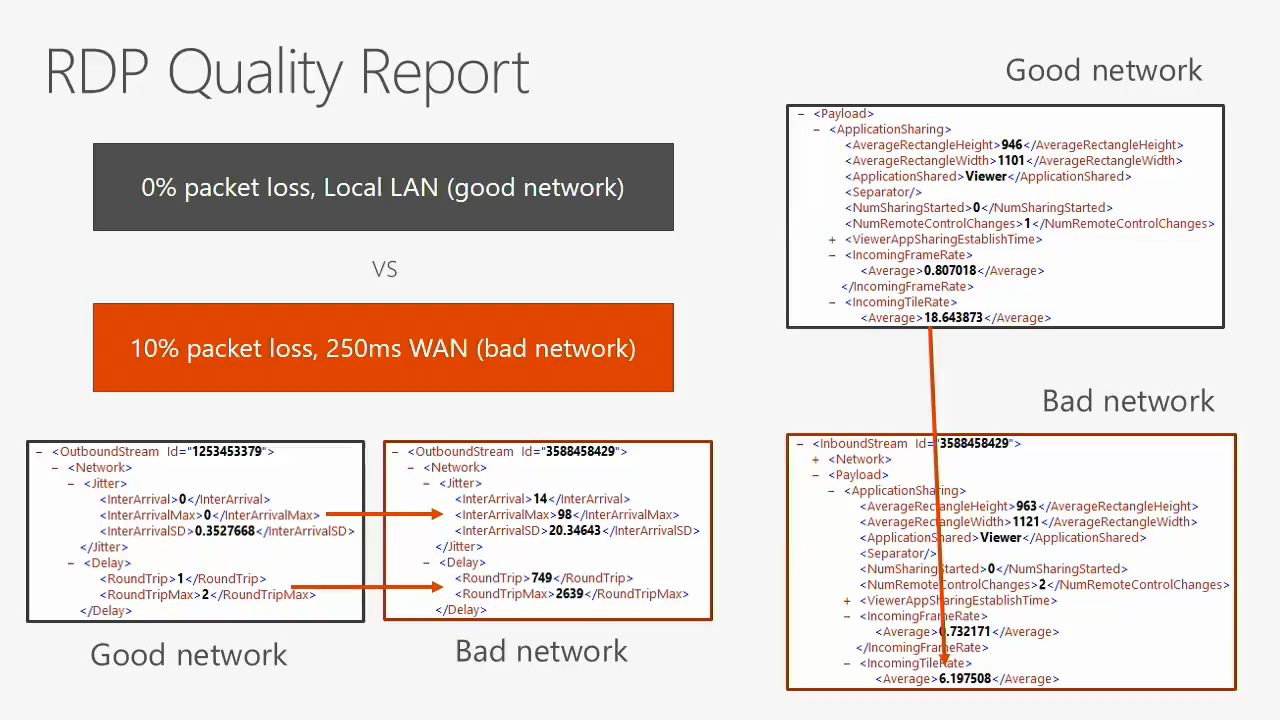 RDP Quality Report
0% packet loss, Local LAN (good network)
VS
10% packet loss, 250ms WAN (bad network)
− <OutboundStream Id="1253453379">
− <Network>
− <Jitter>
<InterArrival>0</InterArrival>
<InterArrivalMax>0</InterArrivalMax>
<InterArrivalSD>0.3527668</InterArrivalSD>
</Jitter>
− <Delay>
<RoundTrip>1</RoundTrip>
<RoundTripMax>2</RoundTripMax>
</Delay>
Good network
− <OutboundStream Id="3588458429">
− <Network>
− <Jitter>
<InterArrival>14</InterArrival>
<InterArrivalMax>98</InterArrivalMax>
<InterArrivalSD>20.34643</InterArrivalSD>
</Jitter>
− <Delay>
<RoundTrip>749</RoundTrip>
<RoundTripMax>2639</RoundTripMax>
</Delay>
Bad network
Good network
− <Payload>
− <ApplicationSharing>
<AverageRectangleHeight>946</AverageRectangleHeight>
<AverageRectangleWidth>1101</AverageRectangleWidth>
<ApplicationShared>Viewer</ApplicationShared>
<Separator/>
<NumSharingStarted>0</NumSharingStarted>
<NumRemoteControlChanges>1</NumRemoteControlChanges>
+ <ViewerAppSharingEstablishTime>
− <IncomingFrameRate>
<Average>0.807018</Average>
</IncomingFrameRate>
− <IncomingTileRate>
<Average>18.643873</Average>
Bad network
− <InboundStream Id="3588458429">
+ <Network>
− <Payload>
− <ApplicationSharing>
<AverageRectangleHeight>963</AverageRectangleHeight>
<AverageRectangleWidth>1121</AverageRectangleWidth>
<ApplicationShared>Viewer</ApplicationShared>
<Separator/>
<NumSharingStarted>0</NumSharingStarted>
<NumRemoteControlChanges>2</NumRemoteControlChanges>
+ <ViewerAppSharingEstablishTime>
− <IncomingFrameRate>
<Average>0.732171</Average>
</IncomingFrameRate>
− <IncomingTileRate>
<Average>6.197508</Average>